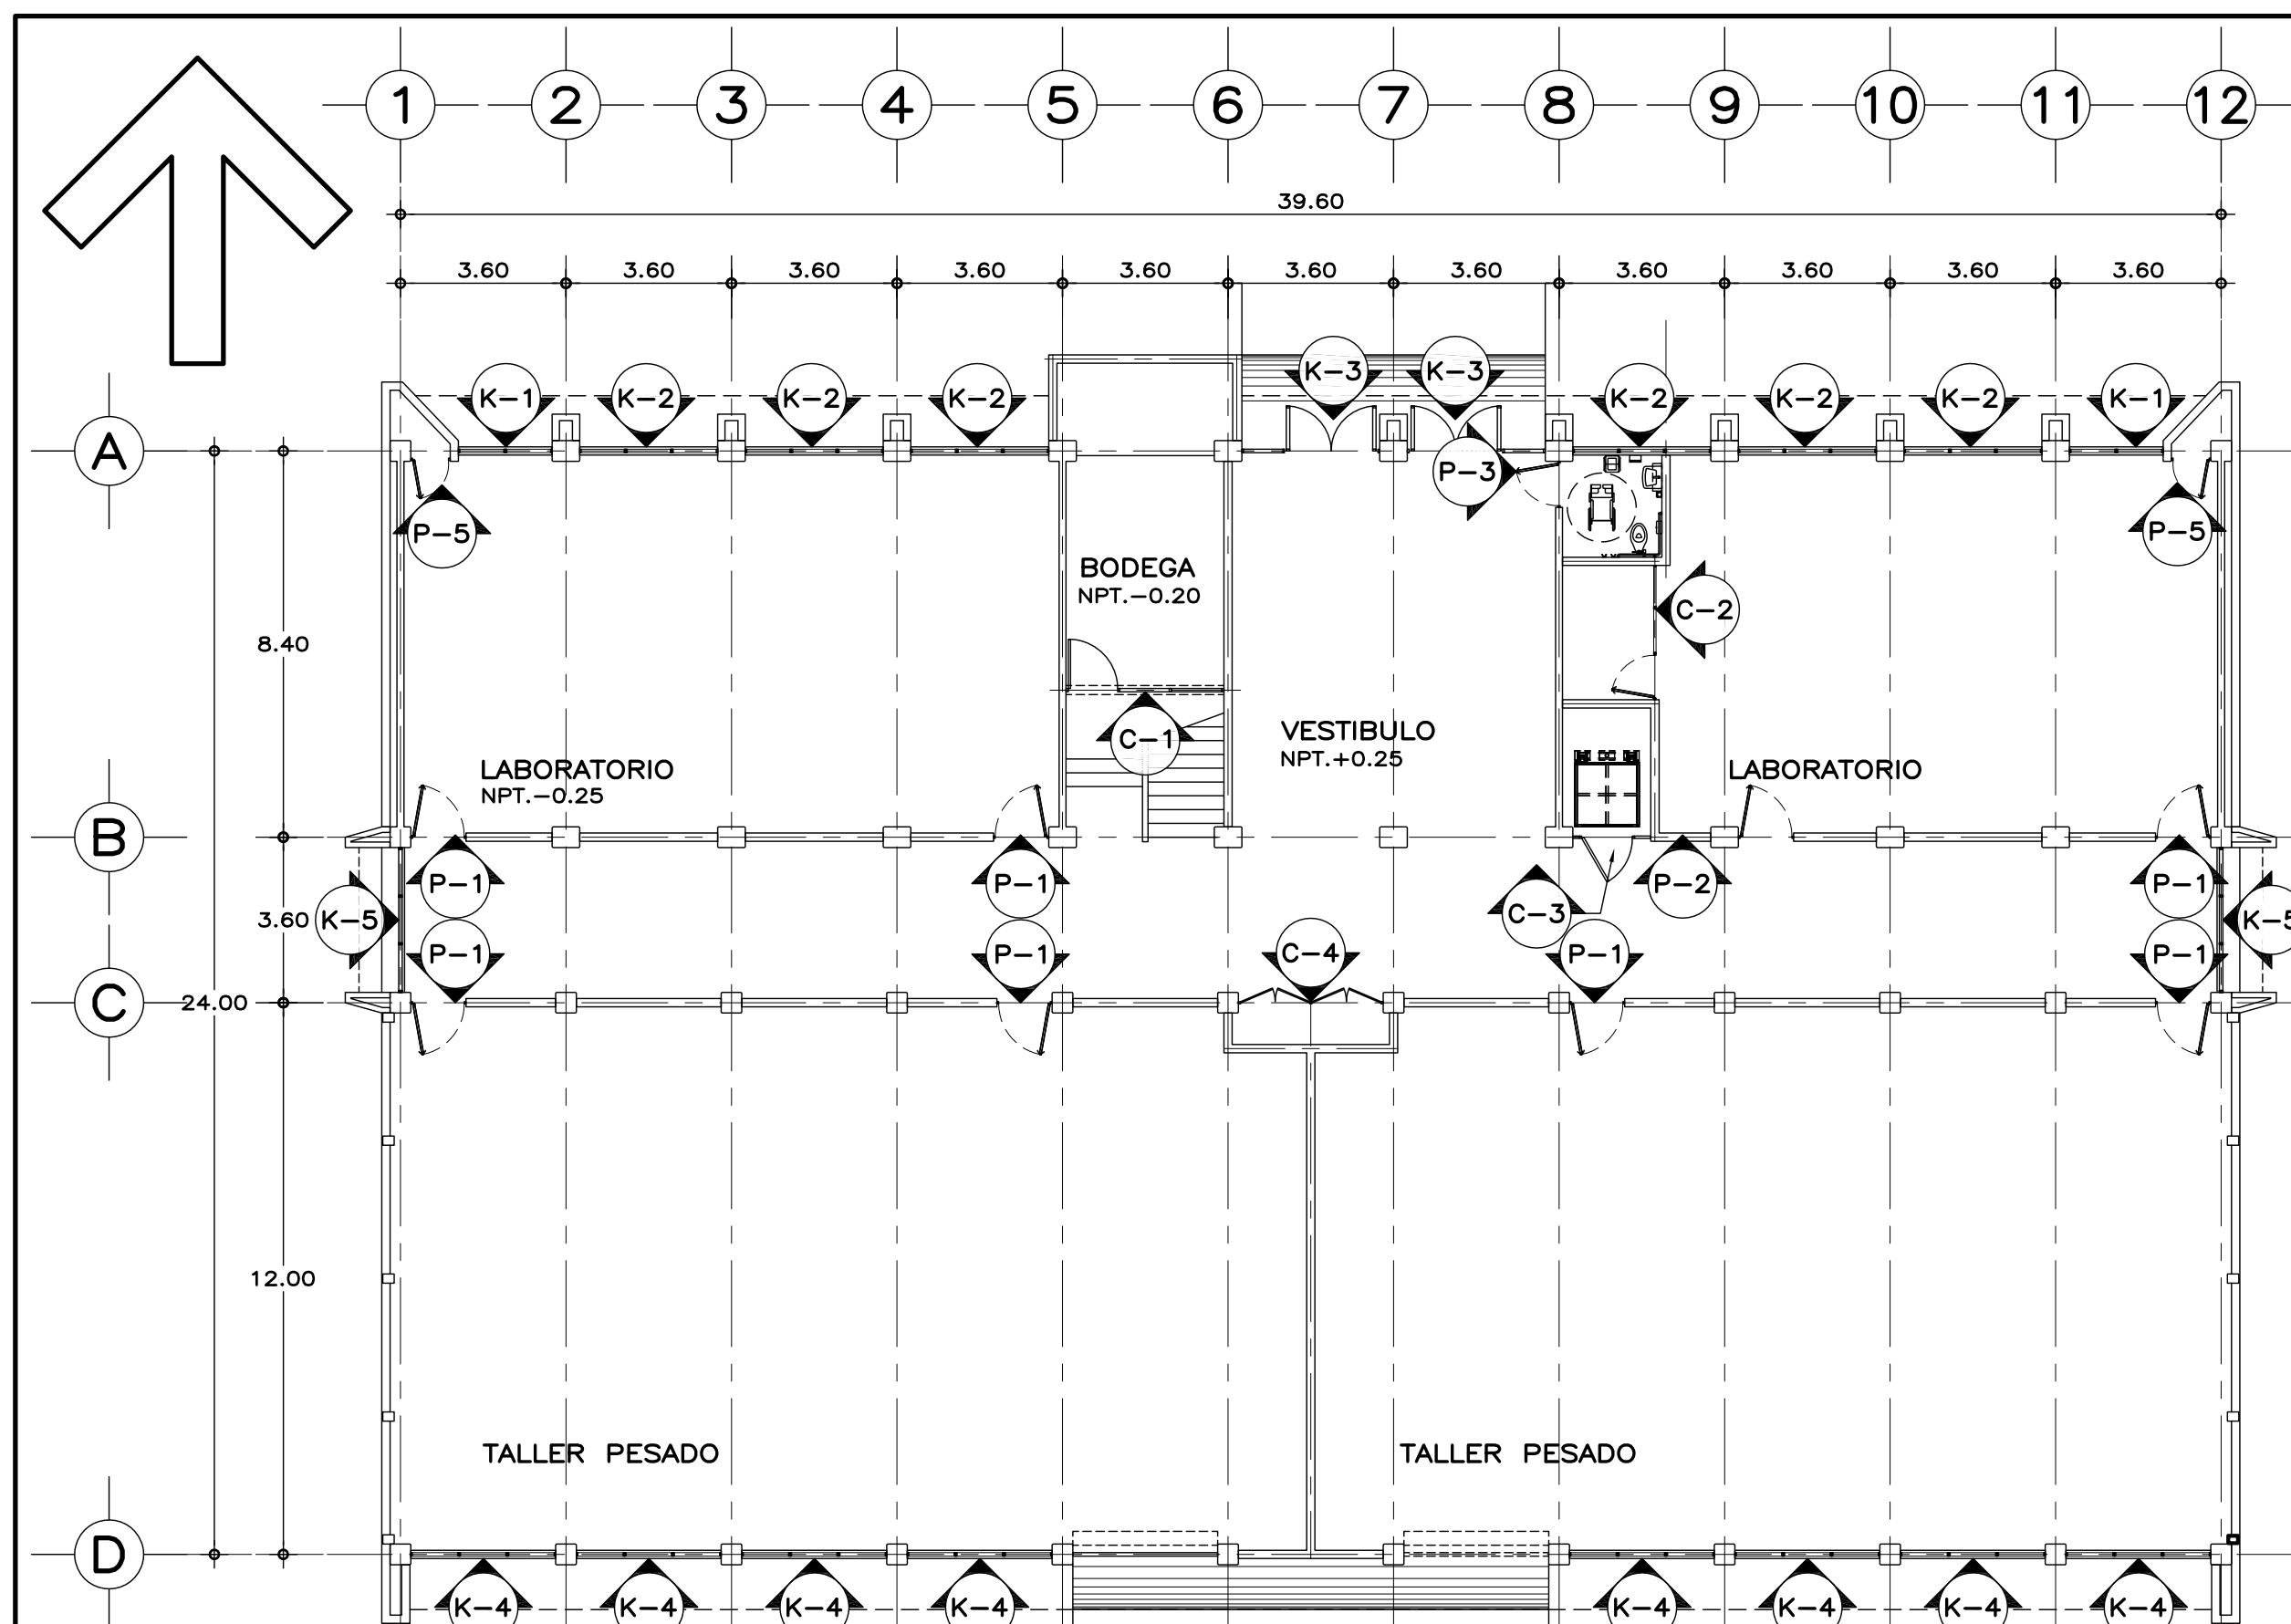 1 2 3 4 5 6 7 8 9 10 11 12
39.60
3.60 3.60 3.60 3.60 3.60 3.60 3.60 3.60 3.60 3.60 3.60
K-3 K-3
K-1 K-2 K-2 K-2 K-2 K-2 K-2 K-1
A
P-3
P-5 P-5
BODEGA
NPT.-0.20
C-2
8.40
VESTIBULO
NPT.+0.25
C-1
LABORATORIO
NPT.-0.25
LABORATORIO
B
P-1 P-1 P-2 P-1
C-3
K-5 3.60 K-5
P-1 P-1 C-4 P-1 P-1
C
24.00
12.00
TALLER PESADO TALLER PESADO
D
K-4 K-4 K-4 K-4 K-4 K-4 K-4 K-4